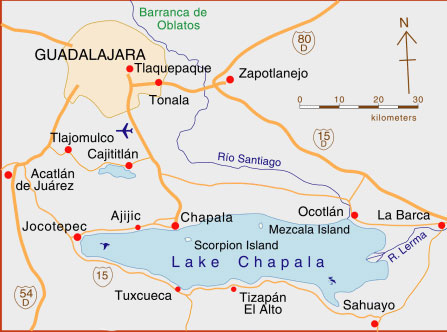 Barranca de
Oblatos
N
80
D
GUADALAJARA
Tlaquepaque
Zapotlanejo
Tonala
0 10 20 30
kilometers
15
D
Tlajomulco
Cajititlán
Río Santiago
Acatlán
de Juárez
Ajijic
Chapala
Ocotlán
La Barca
Jocotepec
Mezcala Island
Scorpion Island
R. Lerma
Lake Chapala
15
54
D
Tuxcueca
Tizapán
El Alto
Sahuayo